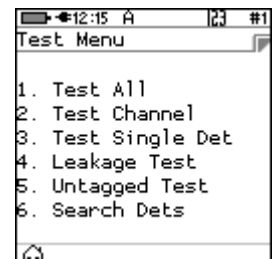 12:15 A 123 #1
Test Menu
1. Test All
2. Test Channel
3. Test Single Det
4. Leakage Test
5. Untagged Test
6. Search Dets